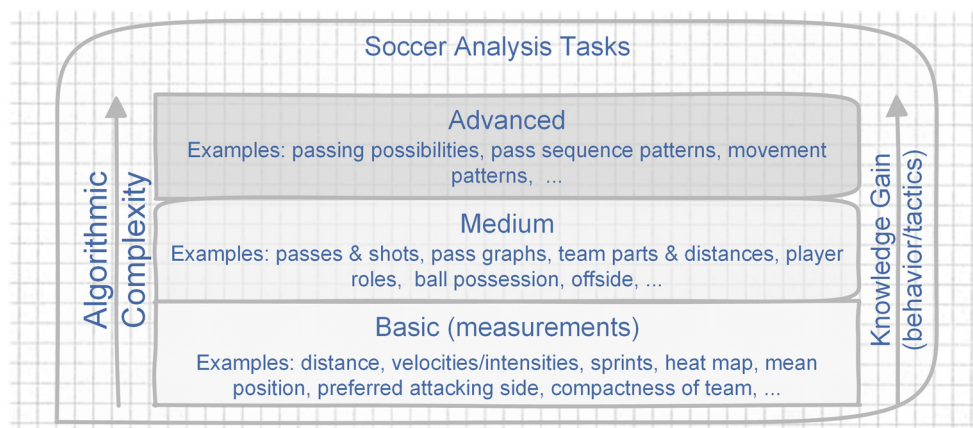 Soccer Analysis Tasks
Advanced
Examples: passing possibilities, pass sequence patterns, movement
patterns, ...
Medium
Examples: passes & shots, pass graphs, team parts & distances, player
roles, ball possession, offside, ...
Basic (measurements)
Examples: distance, velocities/intensities, sprints, heat map, mean
position, preferred attacking side, compactness of team, ...
Algorithmic
Complexity
Knowledge Gain
(behavior/tactics)